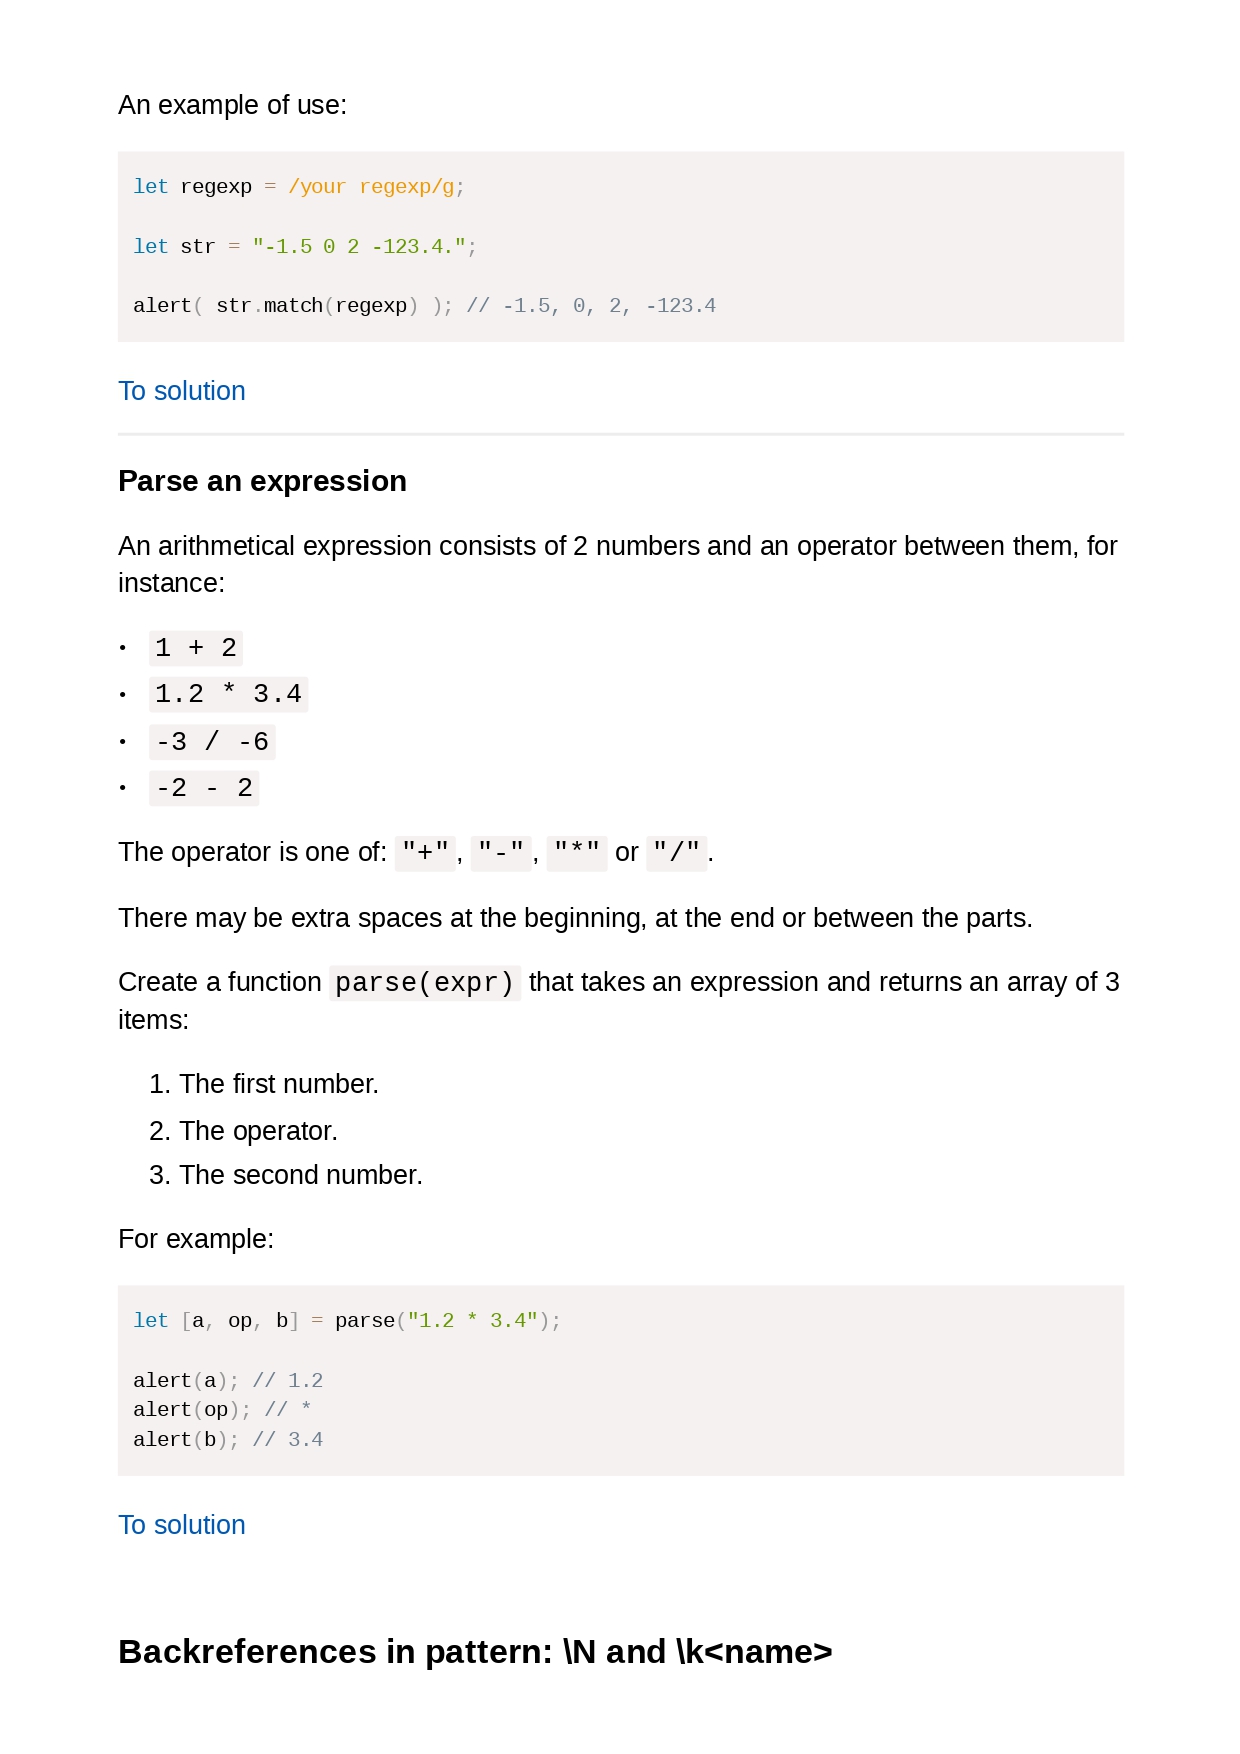 An example of use:
let regexp = /your regexp/g;
let str = "-1.5 0 2 -123.4.";
alert( str.match(regexp) ); // -1.5, 0, 2, -123.4
To solution
Parse an expression
An arithmetical expression consists of 2 numbers and an operator between them, for
instance:
• 1 + 2
• 1.2 * 3.4
• -3 / -6
• -2 - 2
The operator is one of: "+", "-", "*" or "/".
There may be extra spaces at the beginning, at the end or between the parts.
Create a function parse(expr) that takes an expression and returns an array of 3
items:
1. The first number.
2. The operator.
3. The second number.
For example:
let [a, op, b] = parse("1.2 * 3.4");
alert(a); // 1.2
alert(op); // *
alert(b); // 3.4
To solution
Backreferences in pattern: \N and \k<name>